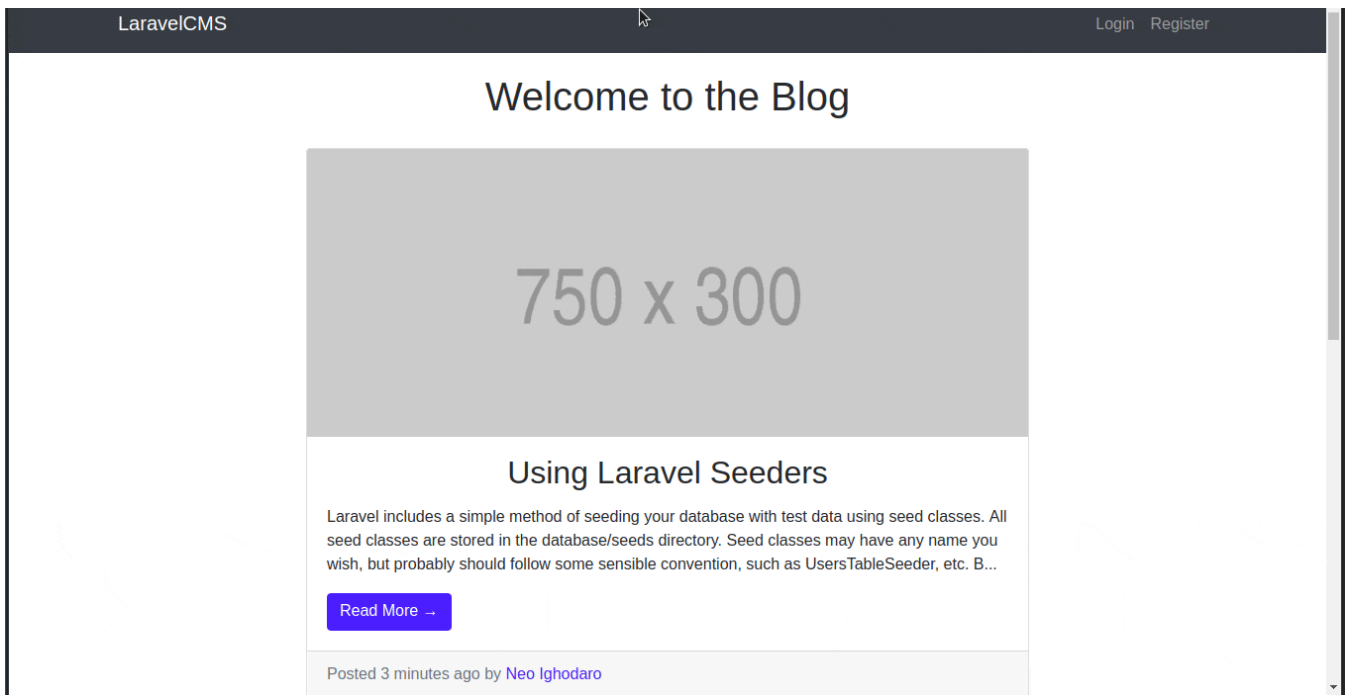 LaravelCMS
Login Register
Welcome to the Blog
750 x 300
Using Laravel Seeders
Laravel includes a simple method of seeding your database with test data using seed classes. All
seed classes are stored in the database/seeds directory. Seed classes may have any name you
wish, but probably should follow some sensible convention, such as UsersTableSeeder, etc. B...
Read More →
Posted 3 minutes ago by Neo Ighodaro